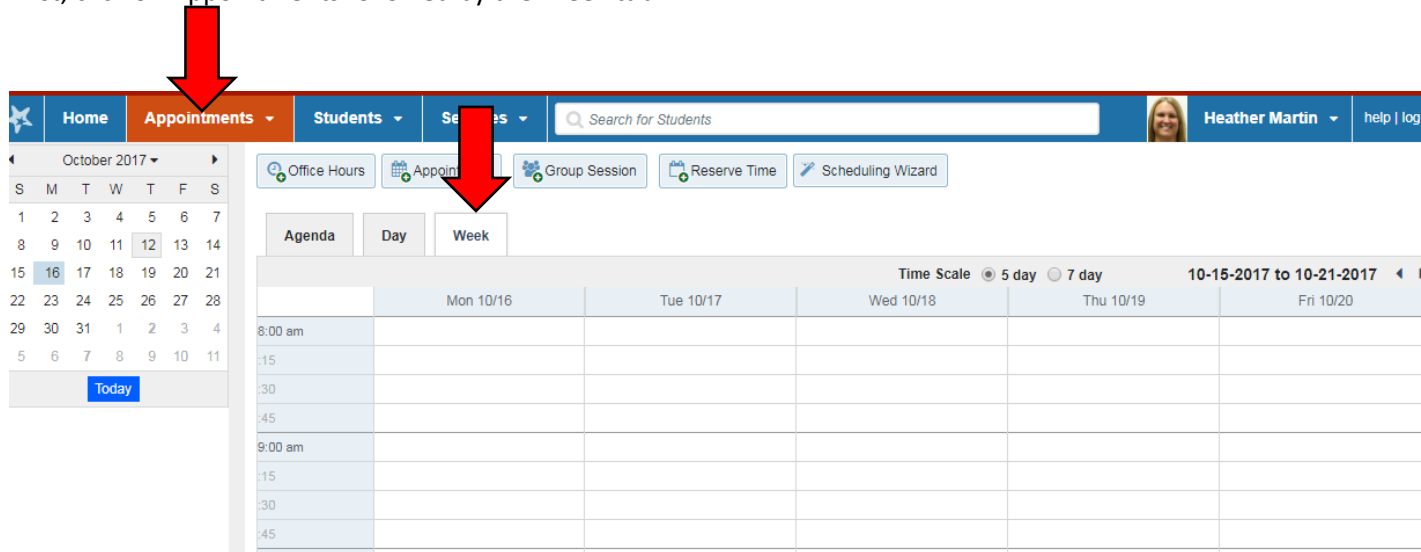 Home Appointments Students Search for Students Heather Martin help | log
October 2017
Office Hours Group Session Reserve Time Scheduling Wizard
S M T W T F S
1 2 3 4 5 6 7
8 9 10 11 12 13 14
15 16 17 18 19 20 21
22 23 24 25 26 27 28
29 30 31 1 2 3 4
5 6 7 8 9 10 11
Today
Agenda Day Week
Time Scale 5 day 7 day 10-15-2017 to 10-21-2017
Mon 10/16 Tue 10/17 Wed 10/18 Thu 10/19 Fri 10/20
8:00 am
:15
:30
:45
9:00 am
:15
:30
:45